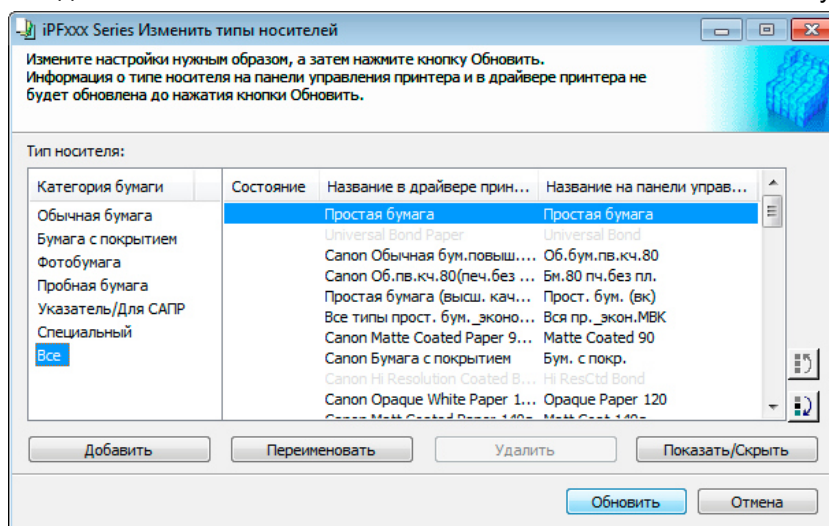 iPFxxx Series Изменить типы носителей
Измените настройки нужным образом, а затем нажмите кнопку Обновить.
Информация о типе носителя на панели управления принтера и в драйвере принтера не
будет обновлена до нажатия кнопки Обновить.
Тип носителя:
Категория бумаги
Обычная бумага
Бумага с покрытием
Фотобумага
Пробная бумага
Указатель/Для САПР
Специальный
Все
Состояние Название в драйвере прин... Название на панели управ...
Простая бумага Простая бумага
Universal Bond Paper Universal Bond
Canon Обычная бум.повыш.... Об.бум.пв.кч.80
Canon Об.пв.кч.80(печ.без ... Бм.80 пч.без пл.
Простая бумага (высш. кач... Прост. бум. (вк)
Все типы прост. бум._эконо... Вся пр._экон.МВК
Canon Matte Coated Paper 9... Matte Coated 90
Canon Бумага с покрытием Бум. с покр.
Canon Hi Resolution Coated B... Hi ResCtd Bond
Canon Opaque White Paper 1... Opaque Paper 120
Добавить Переименовать Удалить Показать/Скрыть
Обновить Отмена